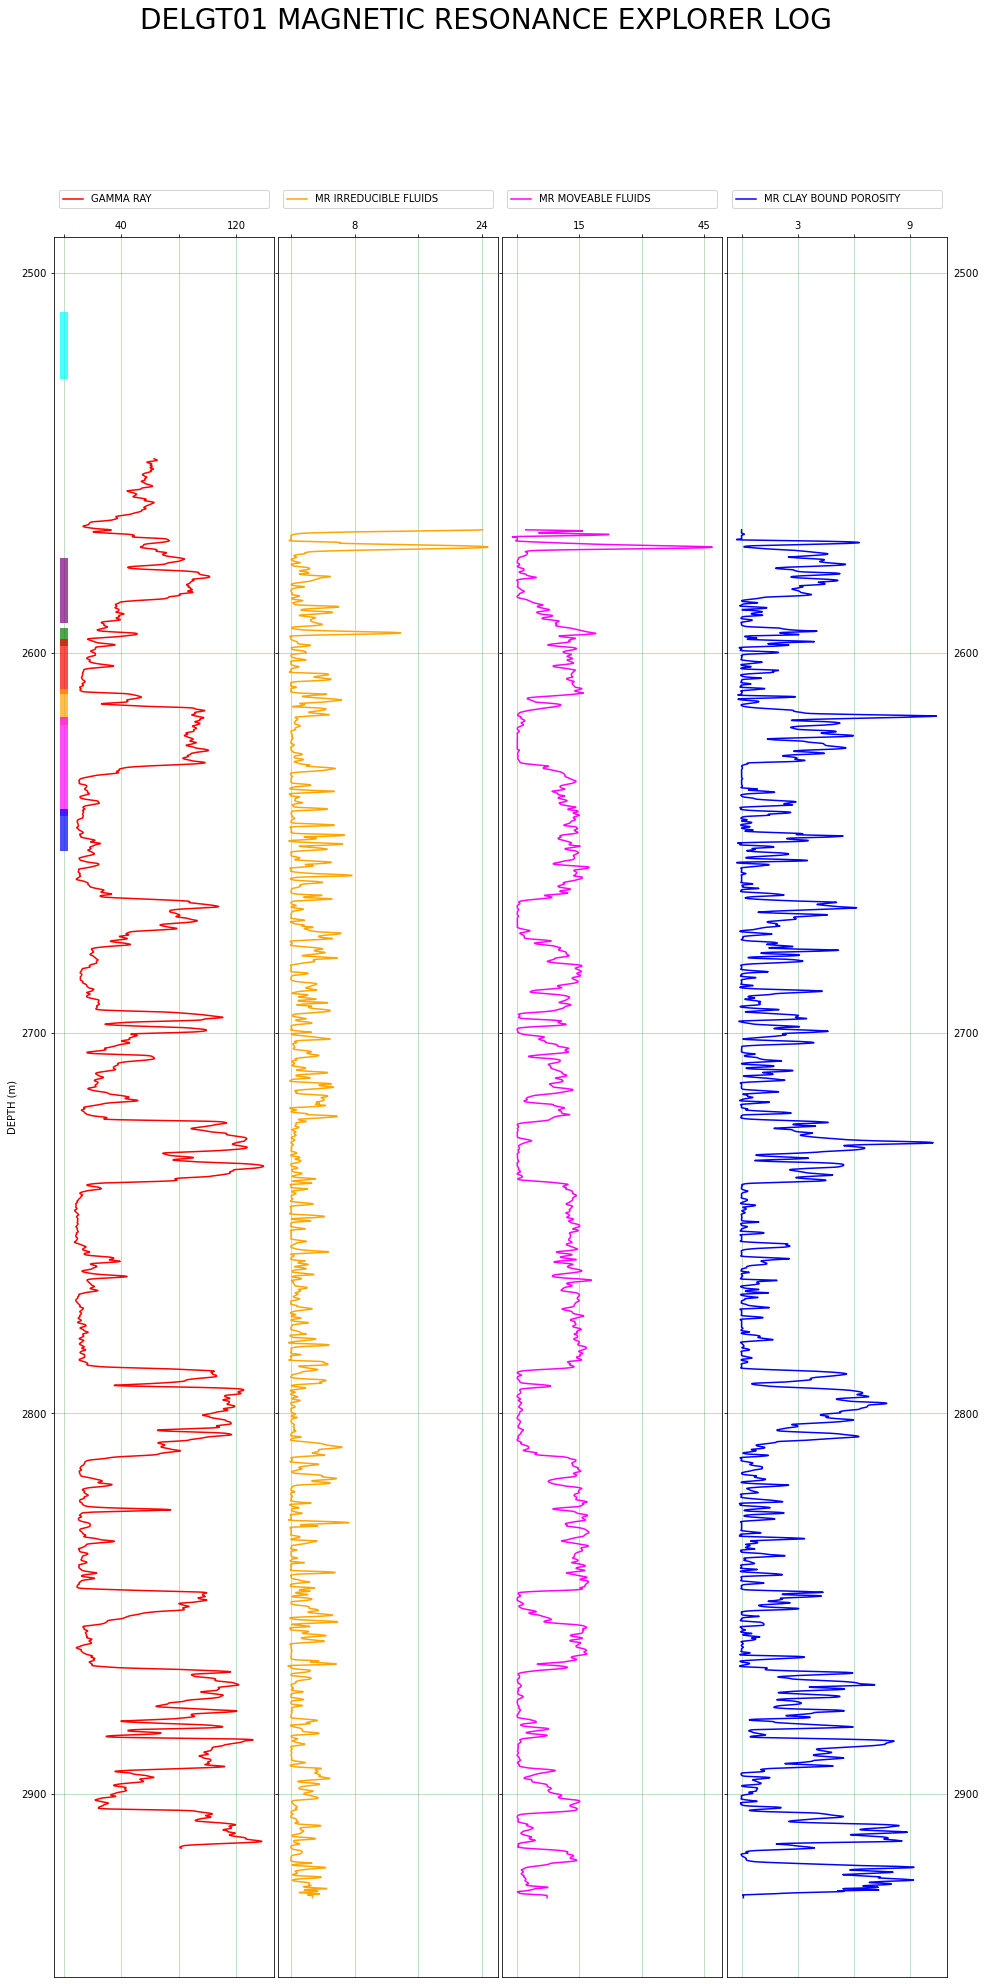 DELGT01 MAGNETIC RESONANCE EXPLORER LOG
GAMMA RAY MR IRREDUCIBLE FLUIDS MR MOVEABLE FLUIDS MR CLAY BOUND POROSITY
40 120 8 24 15 45 3 9
2500 2500
2600 2600
2700 2700
DEPTH (m)
2800 2800
2900 2900